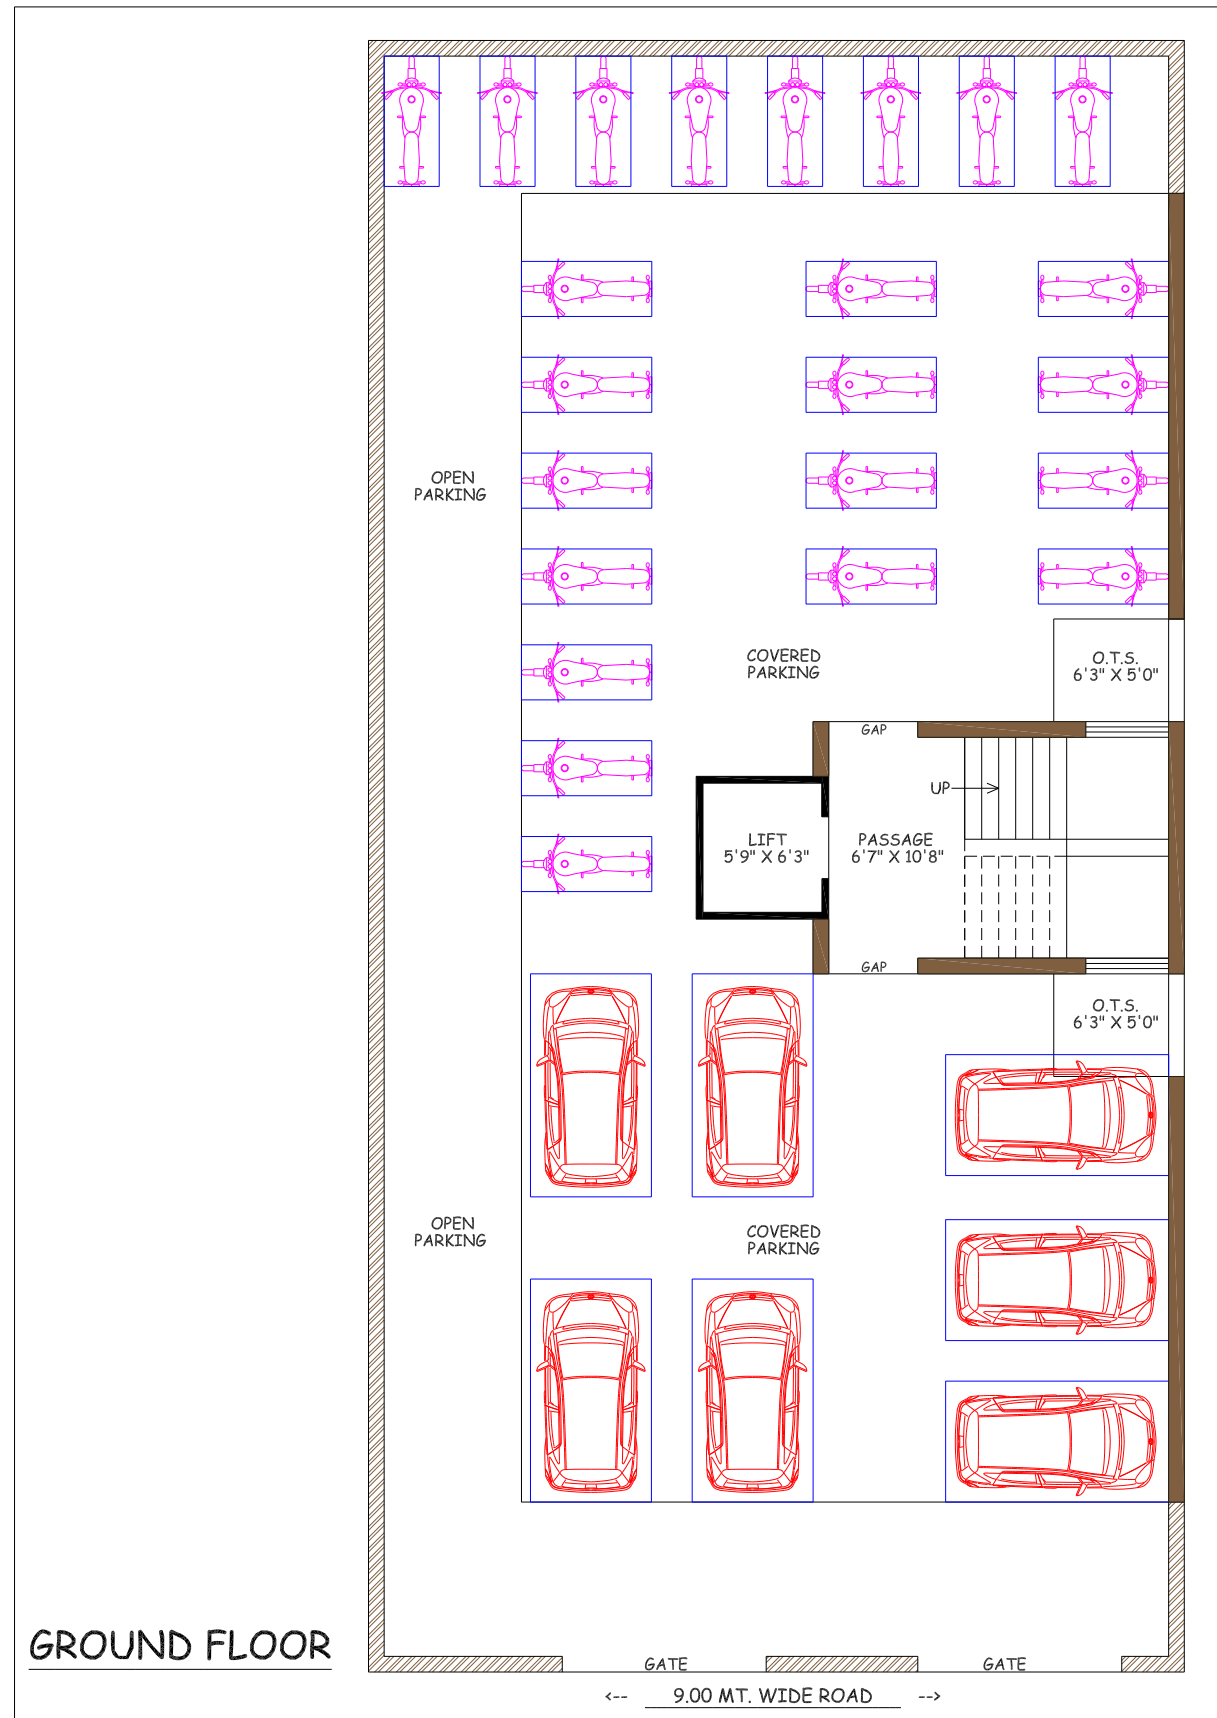 OPEN
PARKING
COVERED
PARKING
O.T.S.
6'3" X 5'0"
GAP
UP
LIFT
5'9" X 6'3"
PASSAGE
6'7" X 10'8"
GAP
O.T.S.
6'3" X 5'0"
OPEN
PARKING
COVERED
PARKING
GROUND FLOOR
GATE
GATE
<-- 9.00 MT. WIDE ROAD -->